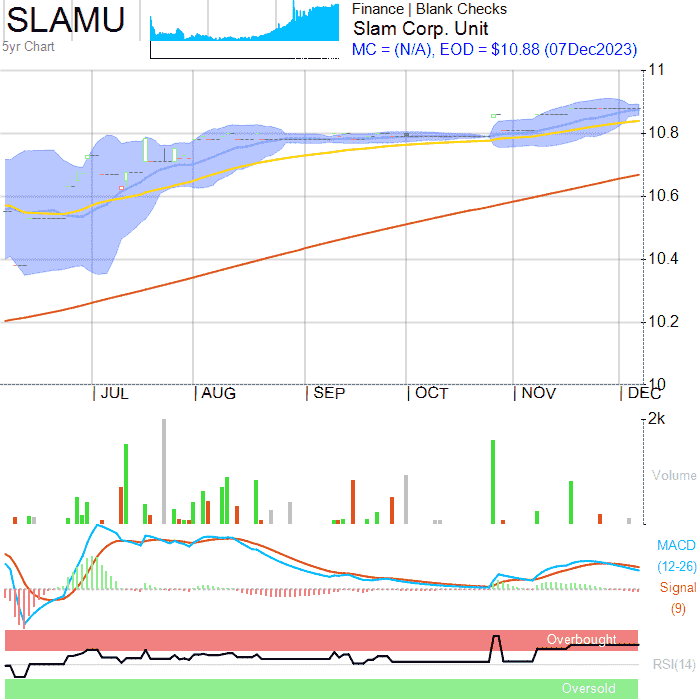 SLAMU
5yr Chart
Finance | Blank Checks
Slam Corp. Unit
MC = (N/A), EOD = $10.88 (07Dec2023)
11
10.8
10.6
10.4
10.2
10
JUL AUG SEP OCT NOV DEC
2k
Volume
MACD
(12-26)
Signal
(9)
Overbought
RSI(14)
Oversold